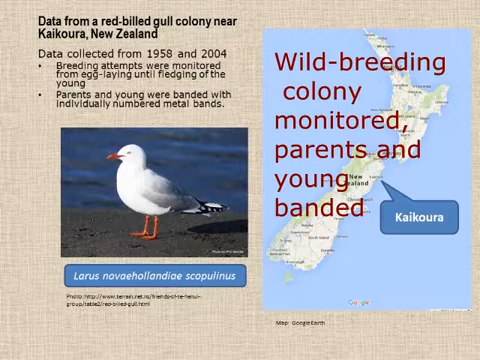 Data from a red-billed gull colony near
Kaikoura, New Zealand
Data collected from 1958 and 2004
• Breeding attempts were monitored
from egg-laying until fledging of the
young
• Parents and young were banded with
individually numbered metal bands.
Larus novaehollandiae scopulinus
Photo: http://www.terrain.net.nz/friends-of-te-henui-
group/table2/red-billed-gull.html
Wild-breeding
colony
monitored,
parents and
young
banded
New
Zealand
Kaikoura
Google
Map: GoogleEarth